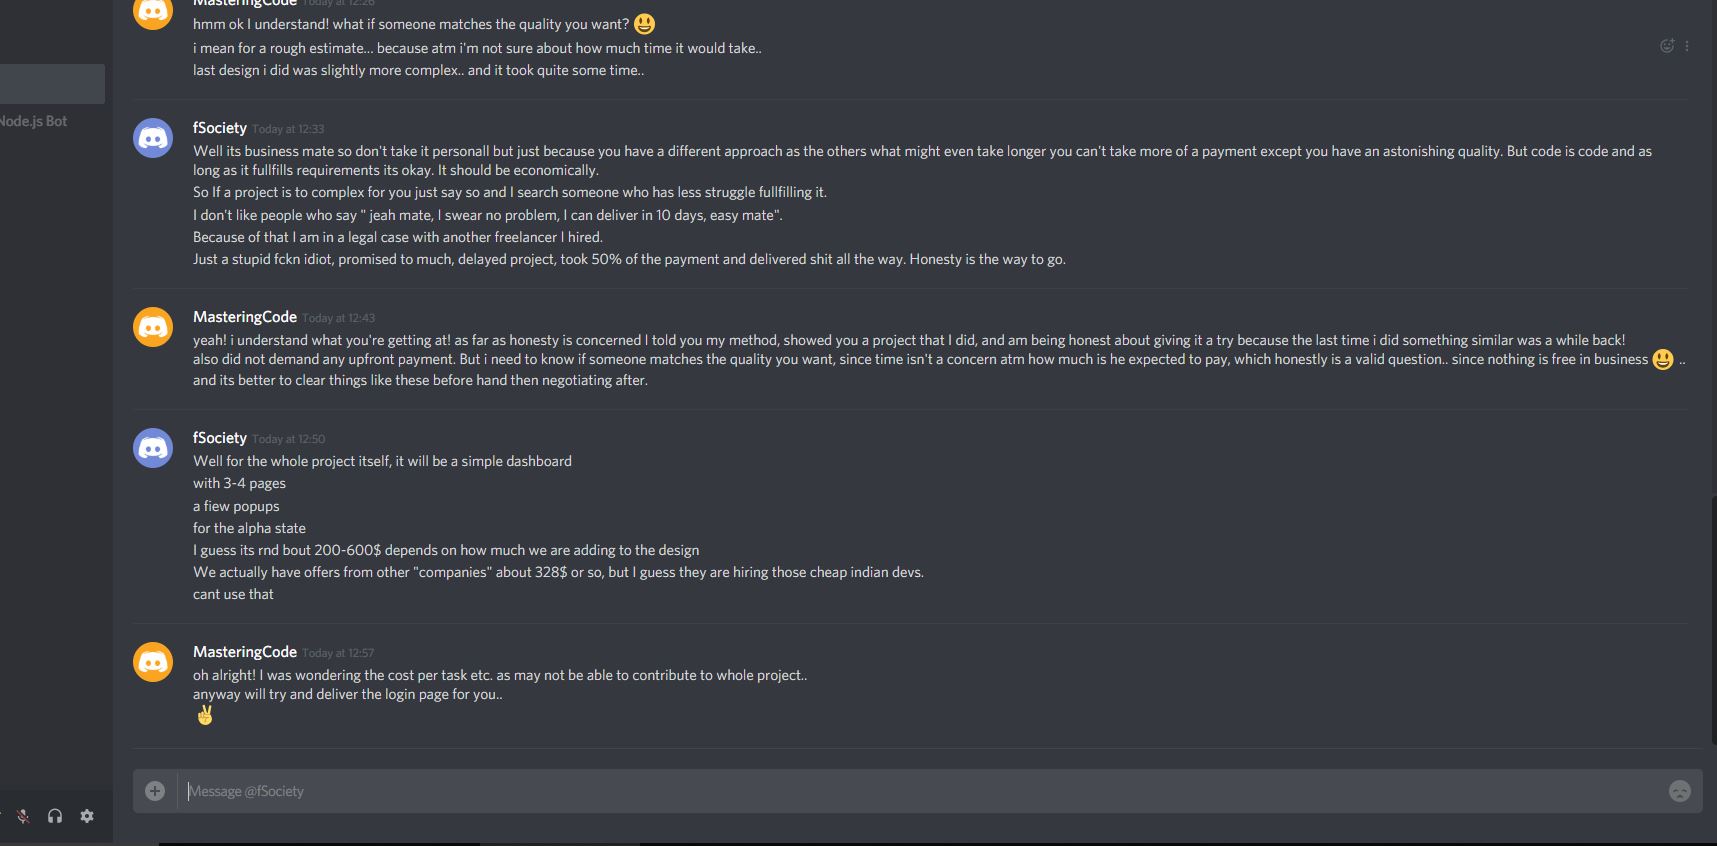 MasteringCode Today at 12:26
hmm ok I understand! what if someone matches the quality you want? 😃
i mean for a rough estimate... because atm i'm not sure about how much time it would take..
last design i did was slightly more complex.. and it took quite some time..
Node.js Bot
fSociety Today at 12:33
Well its business mate so don't take it personall but just because you have a different approach as the others what might even take longer you can't take more of a payment except you have an astonishing quality. But code is code and as
long as it fullfills requirements its okay. It should be economically.
So If a project is to complex for you just say so and I search someone who has less struggle fullfilling it.
I don't like people who say " jeah mate, I swear no problem, I can deliver in 10 days, easy mate".
Because of that I am in a legal case with another freelancer I hired.
Just a stupid fckn idiot, promised to much, delayed project, took 50% of the payment and delivered shit all the way. Honesty is the way to go.
MasteringCode Today at 12:43
yeah! i understand what you're getting at! as far as honesty is concerned I told you my method, showed you a project that I did, and am being honest about giving it a try because the last time i did something similar was a while back!
also did not demand any upfront payment. But i need to know if someone matches the quality you want, since time isn't a concern atm how much is he expected to pay, which honestly is a valid question.. since nothing is free in business 😃 ..
and its better to clear things like these before hand then negotiating after.
fSociety Today at 12:50
Well for the whole project itself, it will be a simple dashboard
with 3-4 pages
a fiew popups
for the alpha state
I guess its rnd bout 200-600$ depends on how much we are adding to the design
We actually have offers from other "companies" about 328$ or so, but I guess they are hiring those cheap indian devs.
cant use that
MasteringCode Today at 12:57
oh alright! I was wondering the cost per task etc. as may not be able to contribute to whole project..
anyway will try and deliver the login page for you..
✌
Message @fSociety